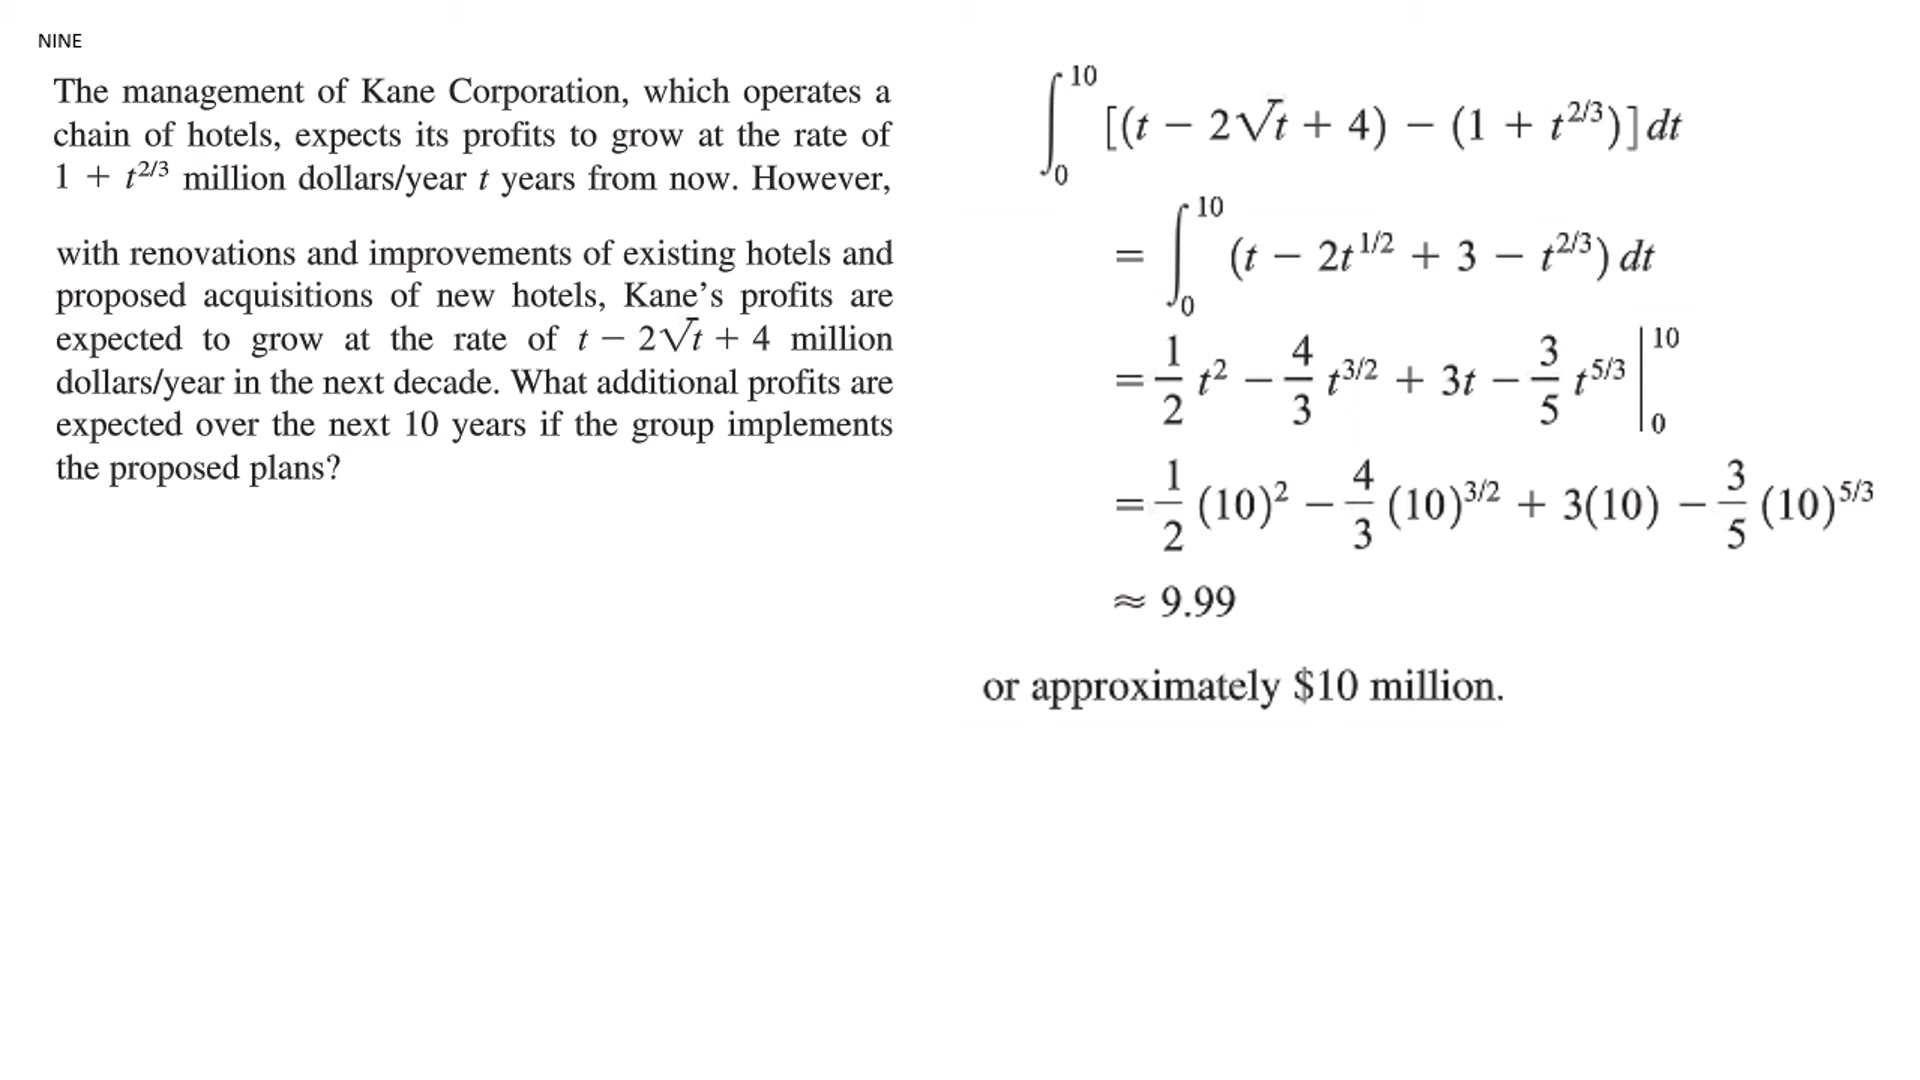 NINE
The management of Kane Corporation, which operates a
chain of hotels, expects its profits to grow at the rate of
1 + t^{2/3} million dollars/year t years from now. However,
with renovations and improvements of existing hotels and
proposed acquisitions of new hotels, Kane's profits are
expected to grow at the rate of t − 2√t + 4 million
dollars/year in the next decade. What additional profits are
expected over the next 10 years if the group implements
the proposed plans?
∫_0^{10} [(t − 2√t + 4) − (1 + t^{2/3})] dt
= ∫_0^{10} (t − 2t^{1/2} + 3 − t^{2/3}) dt
= 1/2 t^2 − 4/3 t^{3/2} + 3t − 3/5 t^{5/3} |_0^{10}
= 1/2 (10)^2 − 4/3 (10)^{3/2} + 3(10) − 3/5 (10)^{5/3}
≈ 9.99
or approximately $10 million.